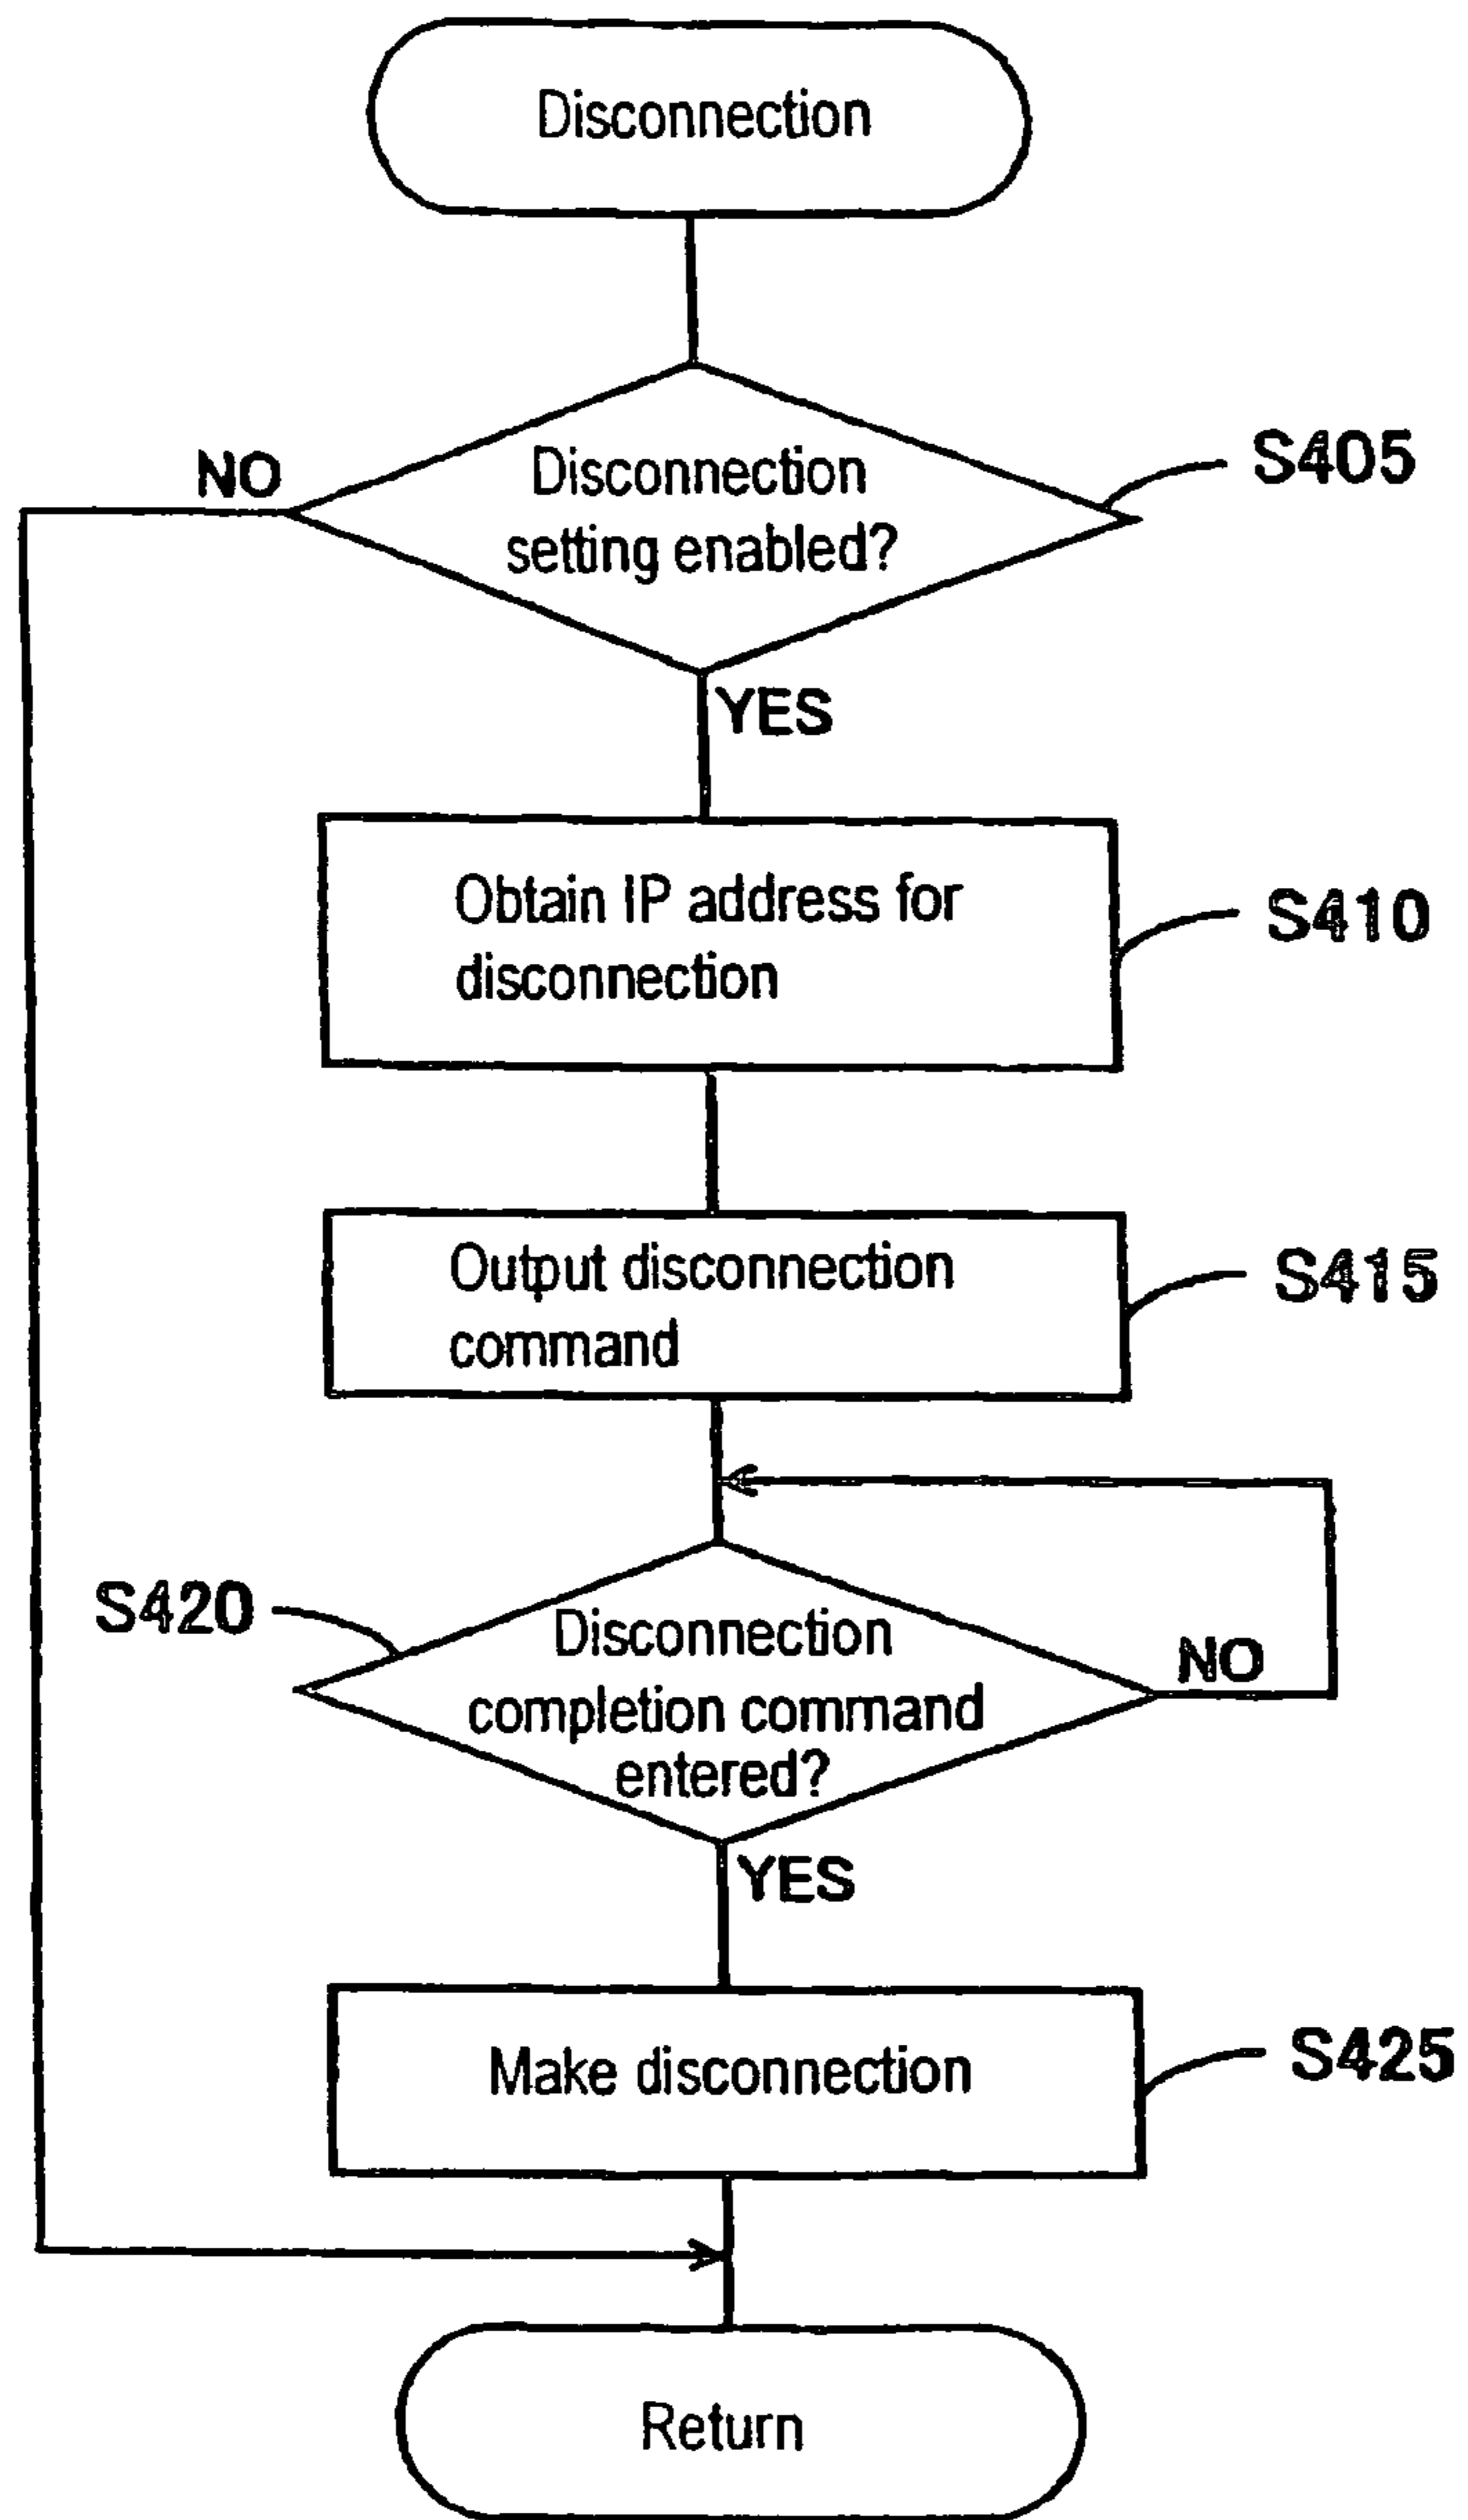 Disconnection
NO
Disconnection
setting enabled?
S405
YES
Obtain IP address for
disconnection
S410
Output disconnection
command
S415
S420
Disconnection
completion command
entered?
NO
YES
Make disconnection
S425
Return